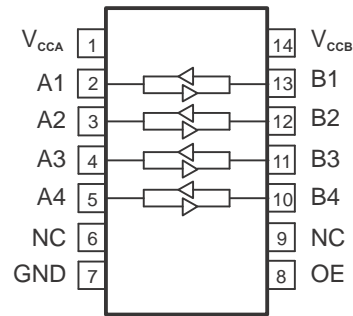 VCCA 1 14 VCCB
A1 2 13 B1
A2 3 12 B2
A3 4 11 B3
A4 5 10 B4
NC 6 9 NC
GND 7 8 OE